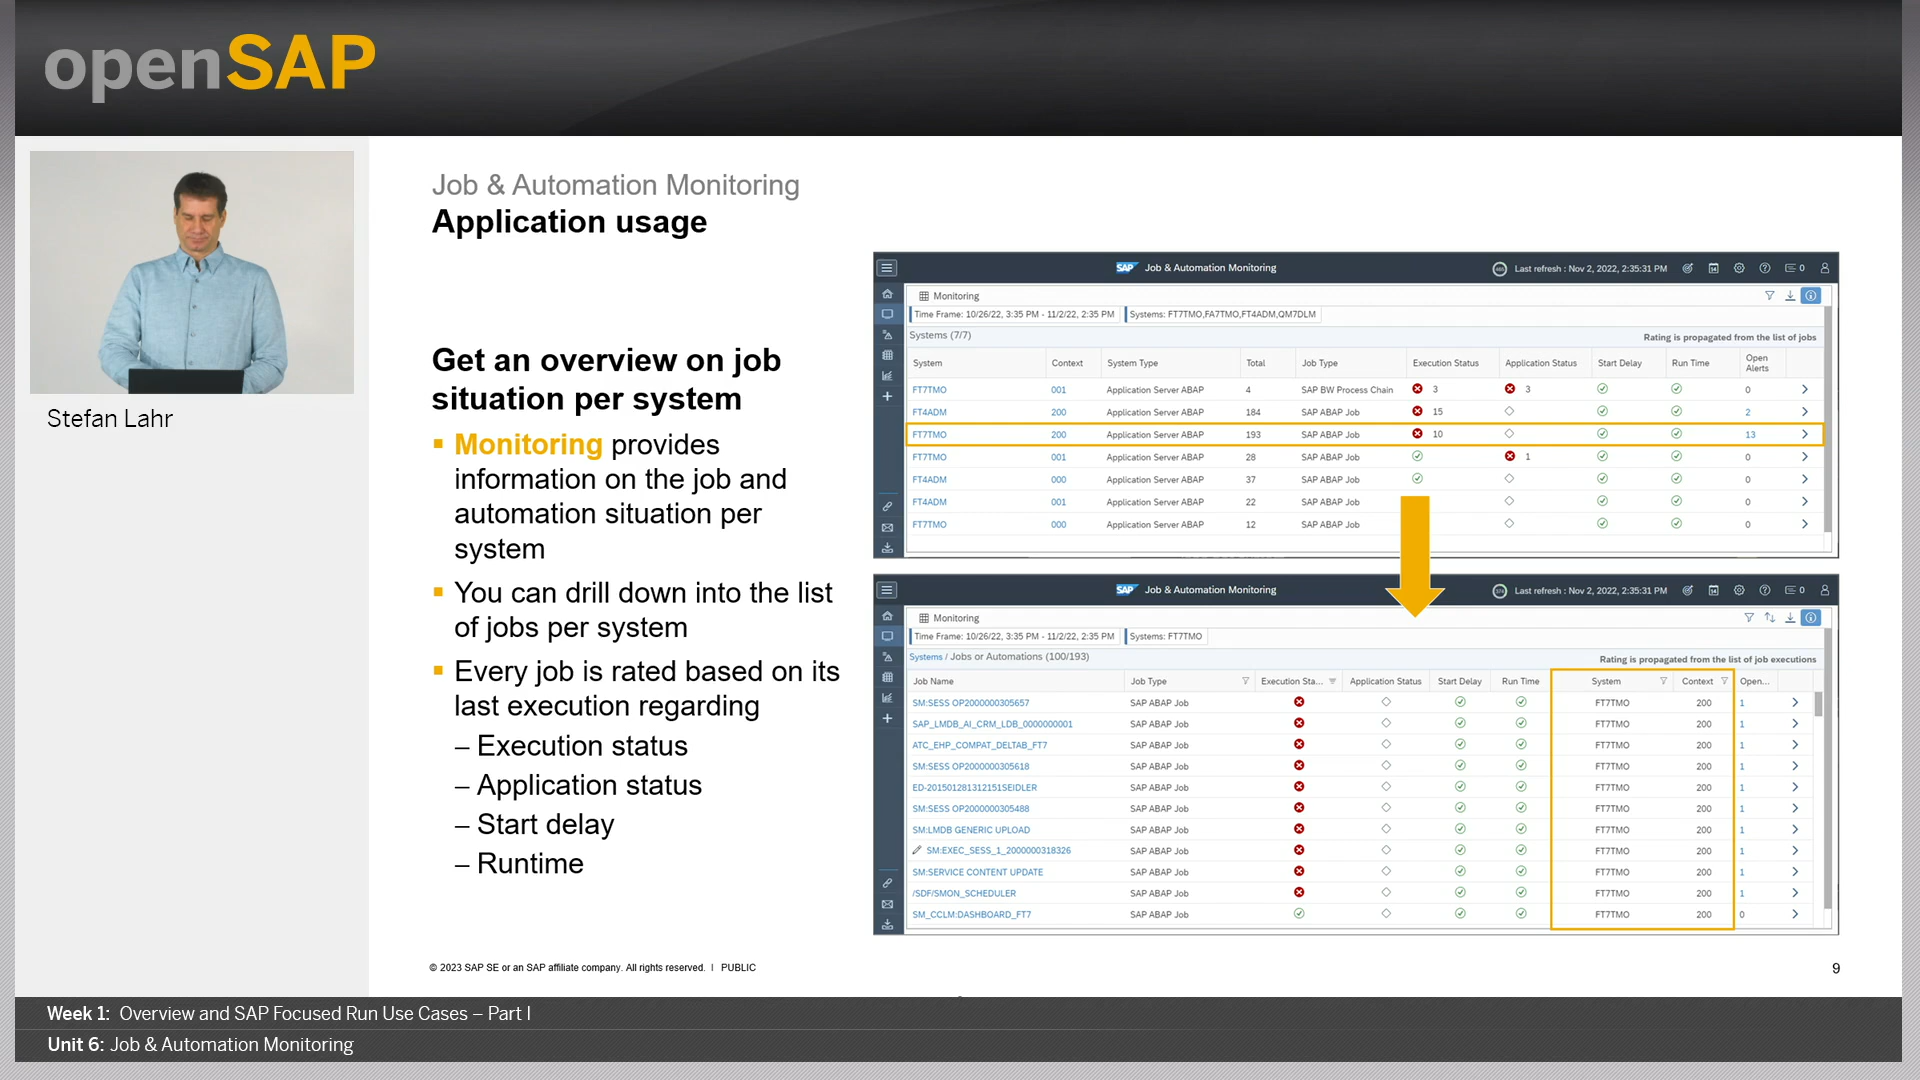 openSAP
Stefan Lahr
Job & Automation Monitoring
Application usage
Get an overview on job
situation per system
Monitoring provides
information on the job and
automation situation per
system
You can drill down into the list
of jobs per system
Every job is rated based on its
last execution regarding
– Execution status
– Application status
– Start delay
– Runtime
SAP Job & Automation Monitoring Last refresh : Nov 2, 2022, 2:35:31 PM 0
Monitoring
Time Frame: 10/26/22, 3:35 PM - 11/2/22, 2:35 PM Systems: FT7TMO,FA7TMO,FT4ADM,QM7DLM
Systems (7/7) Rating is propagated from the list of jobs
System Context System Type Total Job Type Execution Status Application Status Start Delay Run Time Open Alerts
FT7TMO 001 Application Server ABAP 4 SAP BW Process Chain 3 3 0
FT4ADM 200 Application Server ABAP 184 SAP ABAP Job 15 2
FT7TMO 200 Application Server ABAP 193 SAP ABAP Job 10 13
FT7TMO 001 Application Server ABAP 28 SAP ABAP Job 1 0
FT4ADM 000 Application Server ABAP 37 SAP ABAP Job 0
FT4ADM 001 Application Server ABAP 22 SAP ABAP Job 0
FT7TMO 000 Application Server ABAP 12 SAP ABAP Job 0
SAP Job & Automation Monitoring Last refresh : Nov 2, 2022, 2:35:31 PM 0
Monitoring
Time Frame: 10/26/22, 3:35 PM - 11/2/22, 2:35 PM Systems: FT7TMO
Systems / Jobs or Automations (100/193) Rating is propagated from the list of job executions
Job Name Job Type Execution Sta... Application Status Start Delay Run Time System Context Open...
SM:SESS OP2000000305657 SAP ABAP Job FT7TMO 200 1
SAP_LMDB_AI_CRM_LDB_0000000001 SAP ABAP Job FT7TMO 200 1
ATC_EHP_COMPAT_DELTAB_FT7 SAP ABAP Job FT7TMO 200 1
SM:SESS OP2000000305618 SAP ABAP Job FT7TMO 200 1
ED-201501281312151SEIDLER SAP ABAP Job FT7TMO 200 1
SM:SESS OP2000000305488 SAP ABAP Job FT7TMO 200 1
SM:LMDB GENERIC UPLOAD SAP ABAP Job FT7TMO 200 1
SM:EXEC_SESS_1_2000000318326 SAP ABAP Job FT7TMO 200 1
SM:SERVICE CONTENT UPDATE SAP ABAP Job FT7TMO 200 1
/SDF/SMON_SCHEDULER SAP ABAP Job FT7TMO 200 1
SM_CCLM:DASHBOARD_FT7 SAP ABAP Job FT7TMO 200 0
© 2023 SAP SE or an SAP affiliate company. All rights reserved. | PUBLIC
9
Week 1: Overview and SAP Focused Run Use Cases – Part I
Unit 6: Job & Automation Monitoring